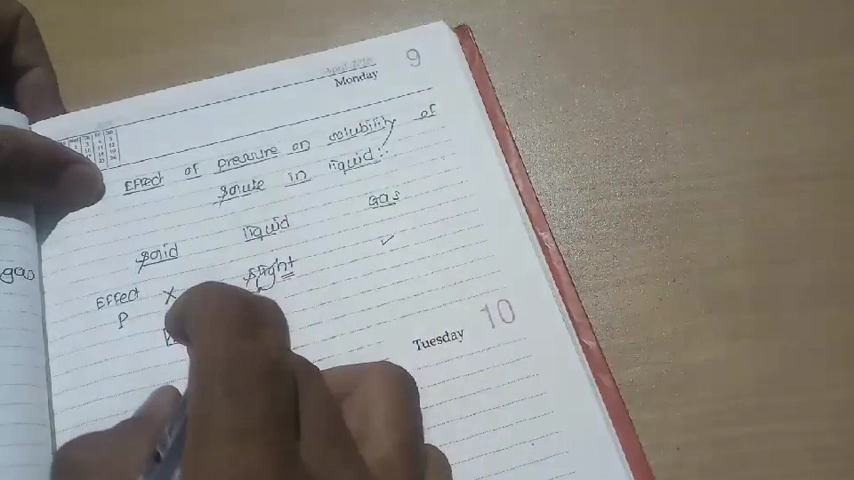 9
Monday
Effect of pressure on solubility of
solute in liquid:
solid liquid Gas
Effect X slight ✓
P
gas
10
Tuesday